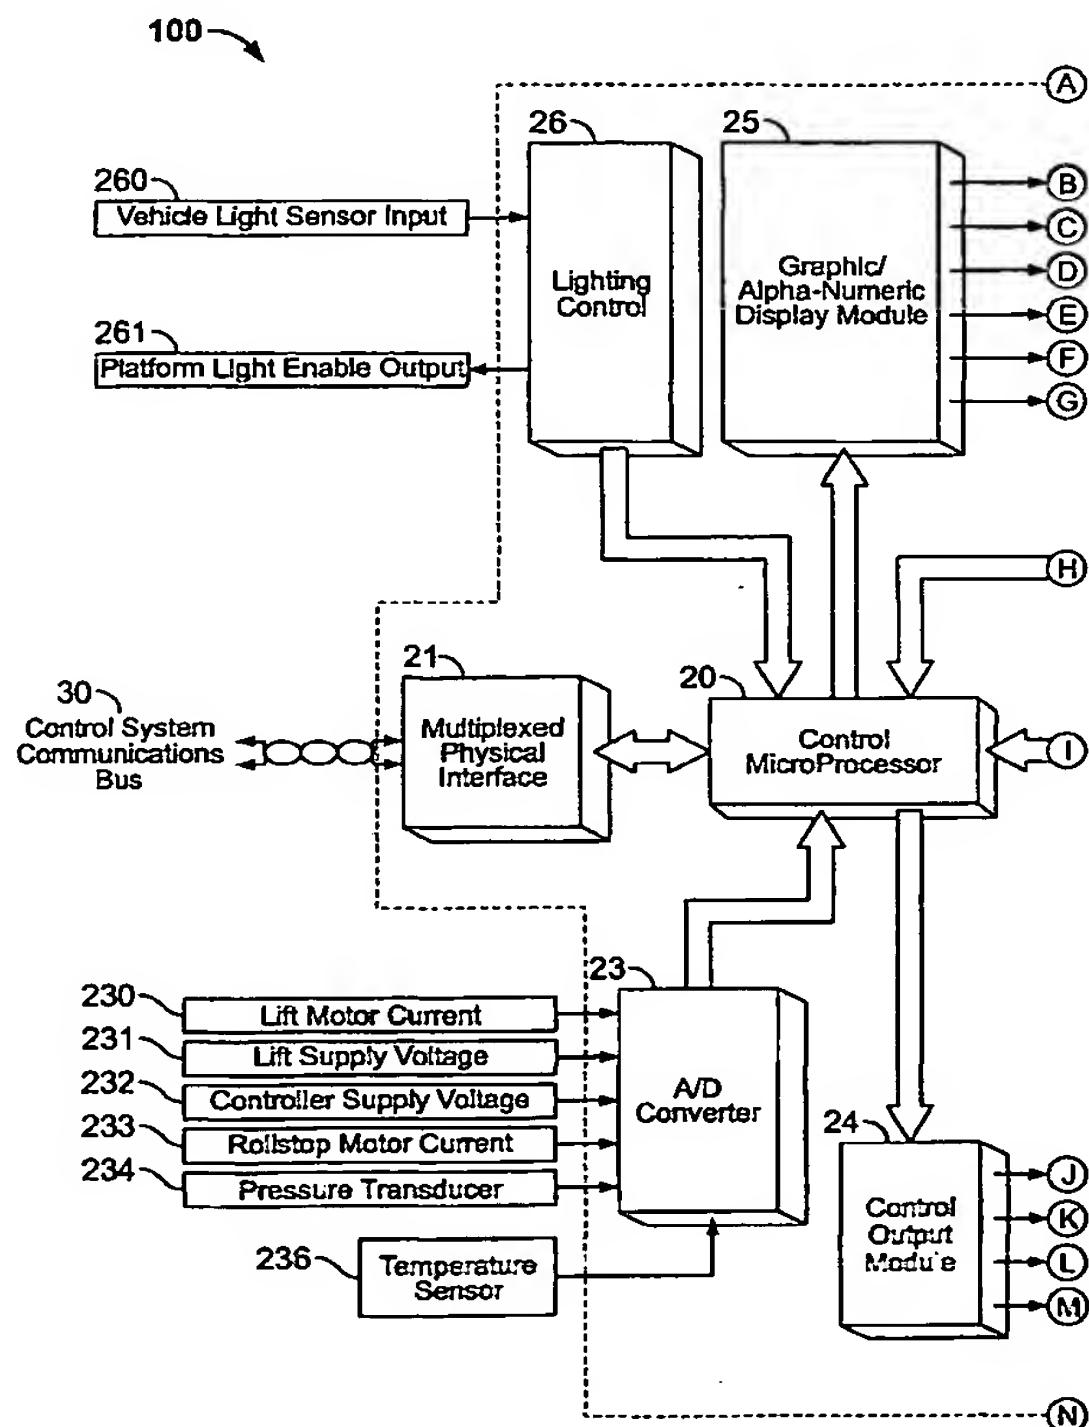 100
A
26
25
260
Vehicle Light Sensor Input
B
C
Lighting
Control
Graphic/
Alpha-Numeric
Display Module
D
E
261
Platform Light Enable Output
F
G
H
21
20
30
Control System
Communications
Bus
Multiplexed
Physical
Interface
Control
MicroProcessor
I
23
230
Lift Motor Current
231
Lift Supply Voltage
232
Controller Supply Voltage
233
Rollstop Motor Current
234
Pressure Transducer
A/D
Converter
24
236
Temperature
Sensor
Control
Output
Module
J
K
L
M
N